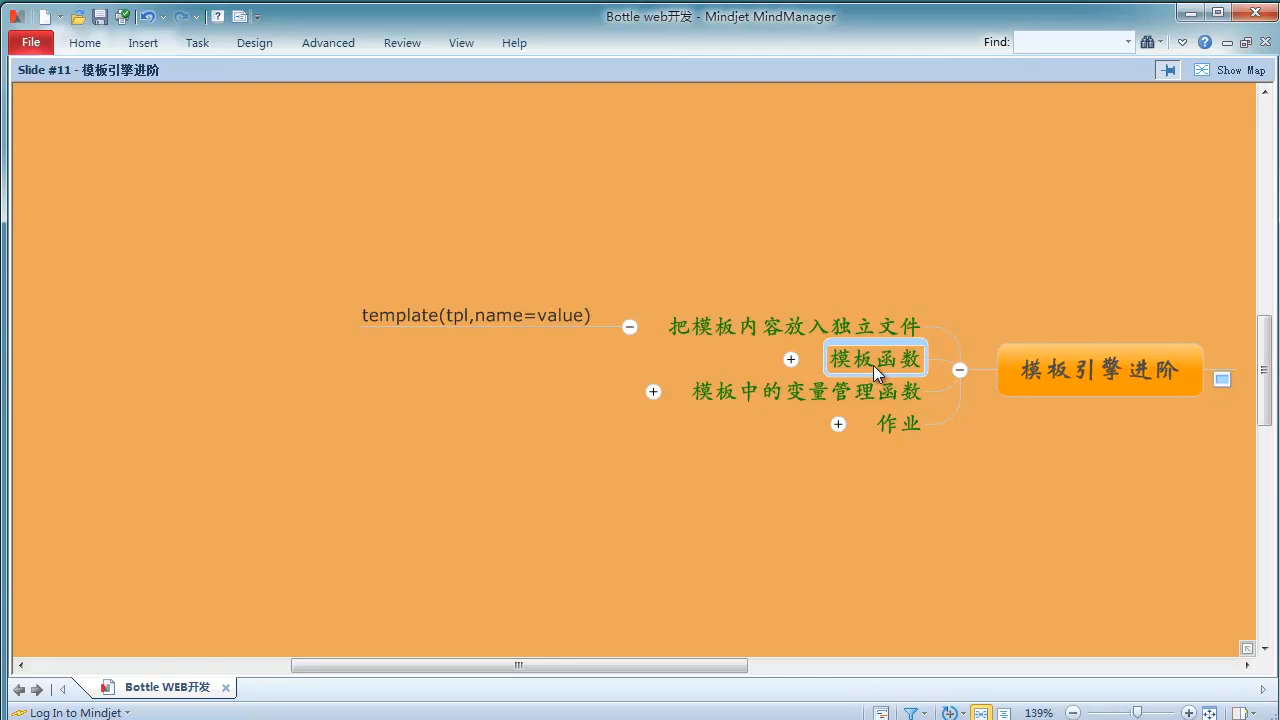 Bottle web开发 - Mindjet MindManager
File Home Insert Task Design Advanced Review View Help Find:
Slide #11 - 模板引擎进阶 Show Map
template(tpl,name=value)
把模板内容放入独立文件
模板函数
模板中的变量管理函数
作业
模板引擎进阶
Bottle WEB开发
Log In to Mindjet 139%